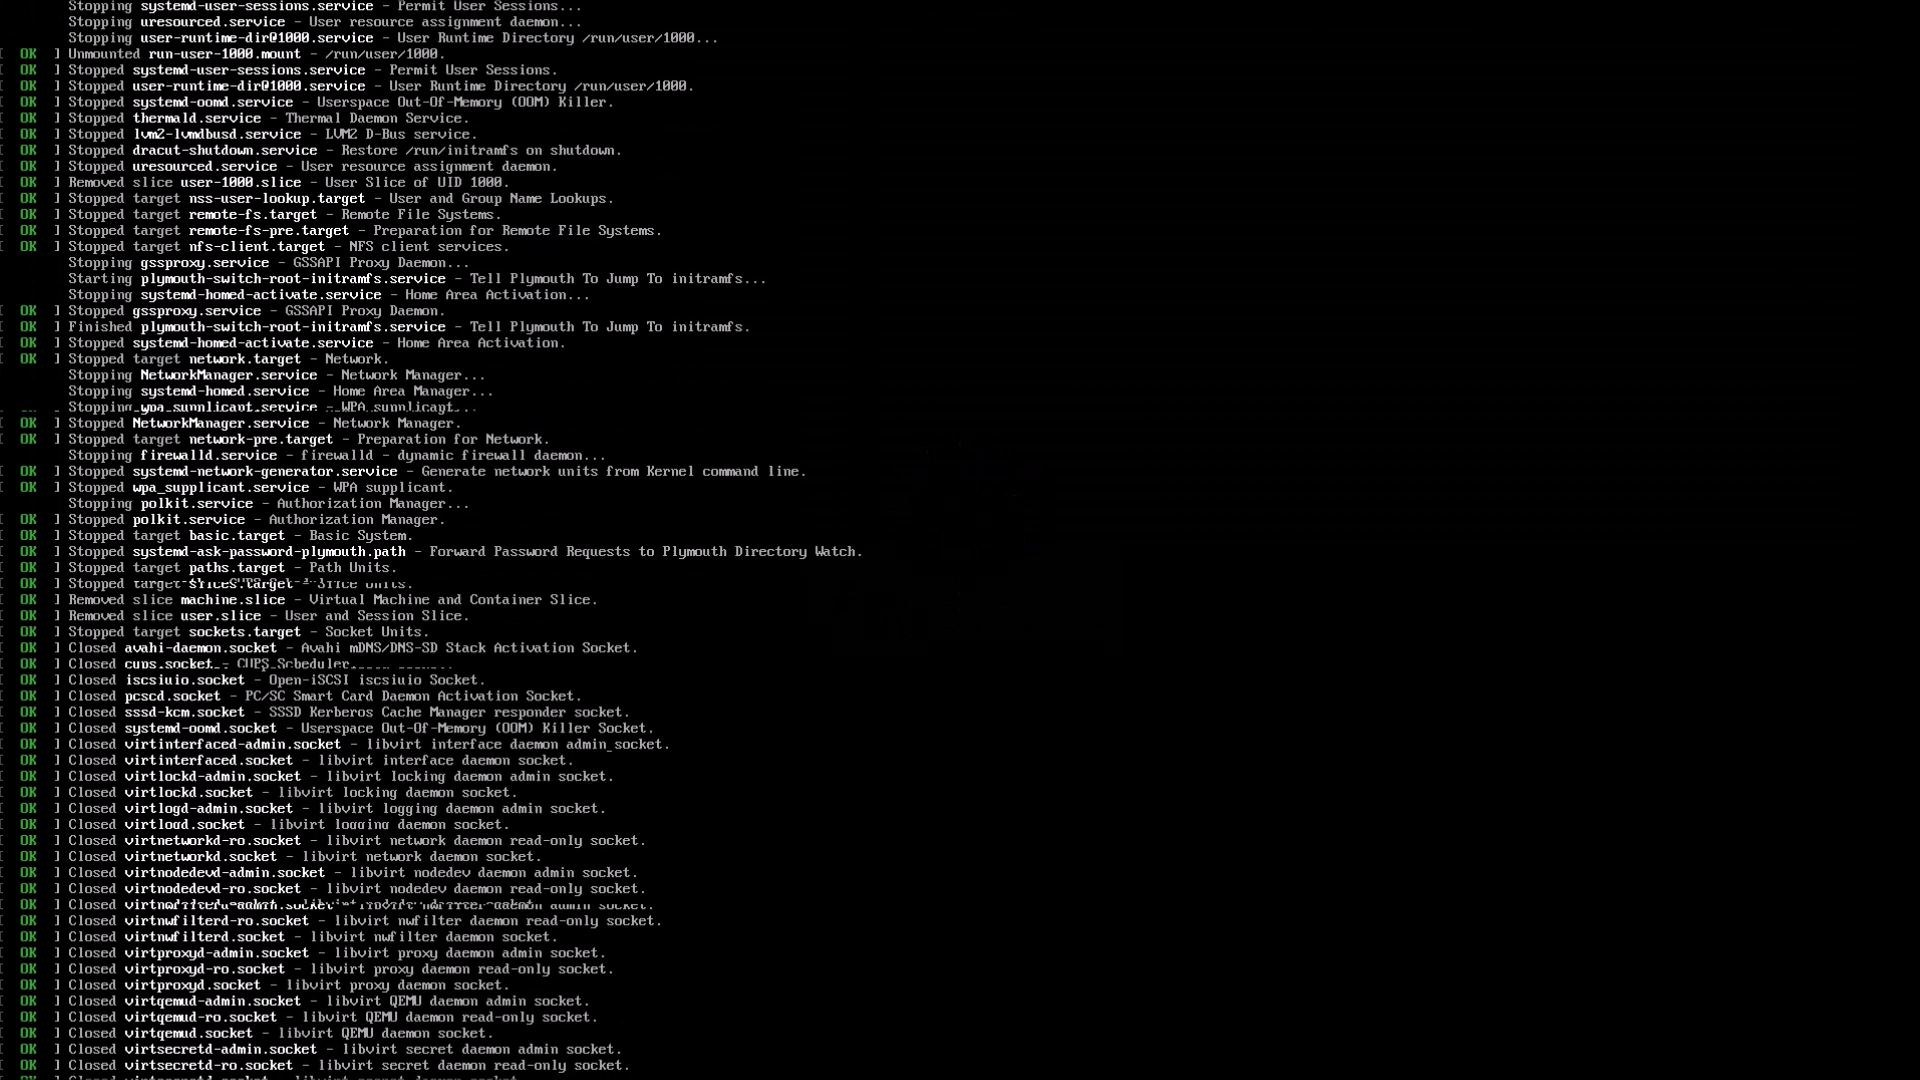 Stopping systemd-user-sessions.service - Permit User Sessions...
Stopping uresourced.service - User resource assignment daemon...
Stopping user-runtime-dir@1000.service - User Runtime Directory /run/user/1000...
[  OK  ] Unmounted run-user-1000.mount - /run/user/1000.
[  OK  ] Stopped systemd-user-sessions.service - Permit User Sessions.
[  OK  ] Stopped user-runtime-dir@1000.service - User Runtime Directory /run/user/1000.
[  OK  ] Stopped systemd-oomd.service - Userspace Out-Of-Memory (OOM) Killer.
[  OK  ] Stopped thermald.service - Thermal Daemon Service.
[  OK  ] Stopped lvm2-lvmdbusd.service - LVM2 D-Bus service.
[  OK  ] Stopped dracut-shutdown.service - Restore /run/initramfs on shutdown.
[  OK  ] Stopped uresourced.service - User resource assignment daemon.
[  OK  ] Removed slice user-1000.slice - User Slice of UID 1000.
[  OK  ] Stopped target nss-user-lookup.target - User and Group Name Lookups.
[  OK  ] Stopped target remote-fs.target - Remote File Systems.
[  OK  ] Stopped target remote-fs-pre.target - Preparation for Remote File Systems.
[  OK  ] Stopped target nfs-client.target - NFS client services.
Stopping gssproxy.service - GSSAPI Proxy Daemon...
Starting plymouth-switch-root-initramfs.service - Tell Plymouth To Jump To initramfs...
Stopping systemd-homed-activate.service - Home Area Activation...
[  OK  ] Stopped gssproxy.service - GSSAPI Proxy Daemon.
[  OK  ] Finished plymouth-switch-root-initramfs.service - Tell Plymouth To Jump To initramfs.
[  OK  ] Stopped systemd-homed-activate.service - Home Area Activation.
[  OK  ] Stopped target network.target - Network.
Stopping NetworkManager.service - Network Manager...
Stopping systemd-homed.service - Home Area Manager...
Stopping wpa_supplicant.service - WPA supplicant...
[  OK  ] Stopped NetworkManager.service - Network Manager.
[  OK  ] Stopped target network-pre.target - Preparation for Network.
Stopping firewalld.service - firewalld - dynamic firewall daemon...
[  OK  ] Stopped systemd-network-generator.service - Generate network units from Kernel command line.
[  OK  ] Stopped wpa_supplicant.service - WPA supplicant.
Stopping polkit.service - Authorization Manager...
[  OK  ] Stopped polkit.service - Authorization Manager.
[  OK  ] Stopped target basic.target - Basic System.
[  OK  ] Stopped systemd-ask-password-plymouth.path - Forward Password Requests to Plymouth Directory Watch.
[  OK  ] Stopped target paths.target - Path Units.
[  OK  ] Stopped target slices.target - Slice Units.
[  OK  ] Removed slice machine.slice - Virtual Machine and Container Slice.
[  OK  ] Removed slice user.slice - User and Session Slice.
[  OK  ] Stopped target sockets.target - Socket Units.
[  OK  ] Closed avahi-daemon.socket - Avahi mDNS/DNS-SD Stack Activation Socket.
[  OK  ] Closed cups.socket - CUPS Scheduler.
[  OK  ] Closed iscsiuio.socket - Open-iSCSI iscsiuio Socket.
[  OK  ] Closed pcscd.socket - PC/SC Smart Card Daemon Activation Socket.
[  OK  ] Closed sssd-kcm.socket - SSSD Kerberos Cache Manager responder socket.
[  OK  ] Closed systemd-oomd.socket - Userspace Out-Of-Memory (OOM) Killer Socket.
[  OK  ] Closed virtinterfaced-admin.socket - libvirt interface daemon admin socket.
[  OK  ] Closed virtinterfaced.socket - libvirt interface daemon socket.
[  OK  ] Closed virtlockd-admin.socket - libvirt locking daemon admin socket.
[  OK  ] Closed virtlockd.socket - libvirt locking daemon socket.
[  OK  ] Closed virtlogd-admin.socket - libvirt logging daemon admin socket.
[  OK  ] Closed virtlogd.socket - libvirt logging daemon socket.
[  OK  ] Closed virtnetworkd-ro.socket - libvirt network daemon read-only socket.
[  OK  ] Closed virtnetworkd.socket - libvirt network daemon socket.
[  OK  ] Closed virtnodedevd-admin.socket - libvirt nodedev daemon admin socket.
[  OK  ] Closed virtnodedevd-ro.socket - libvirt nodedev daemon read-only socket.
[  OK  ] Closed admin socket.
[  OK  ] Closed virtnwfilterd-ro.socket - libvirt nwfilter daemon read-only socket.
[  OK  ] Closed virtnwfilterd.socket - libvirt nwfilter daemon socket.
[  OK  ] Closed virtproxyd-admin.socket - libvirt proxy daemon admin socket.
[  OK  ] Closed virtproxyd-ro.socket - libvirt proxy daemon read-only socket.
[  OK  ] Closed virtproxyd.socket - libvirt proxy daemon socket.
[  OK  ] Closed virtqemud-admin.socket - libvirt QEMU daemon admin socket.
[  OK  ] Closed virtqemud-ro.socket - libvirt QEMU daemon read-only socket.
[  OK  ] Closed virtqemud.socket - libvirt QEMU daemon socket.
[  OK  ] Closed virtsecretd-admin.socket - libvirt secret daemon admin socket.
[  OK  ] Closed virtsecretd-ro.socket - libvirt secret daemon read-only socket.